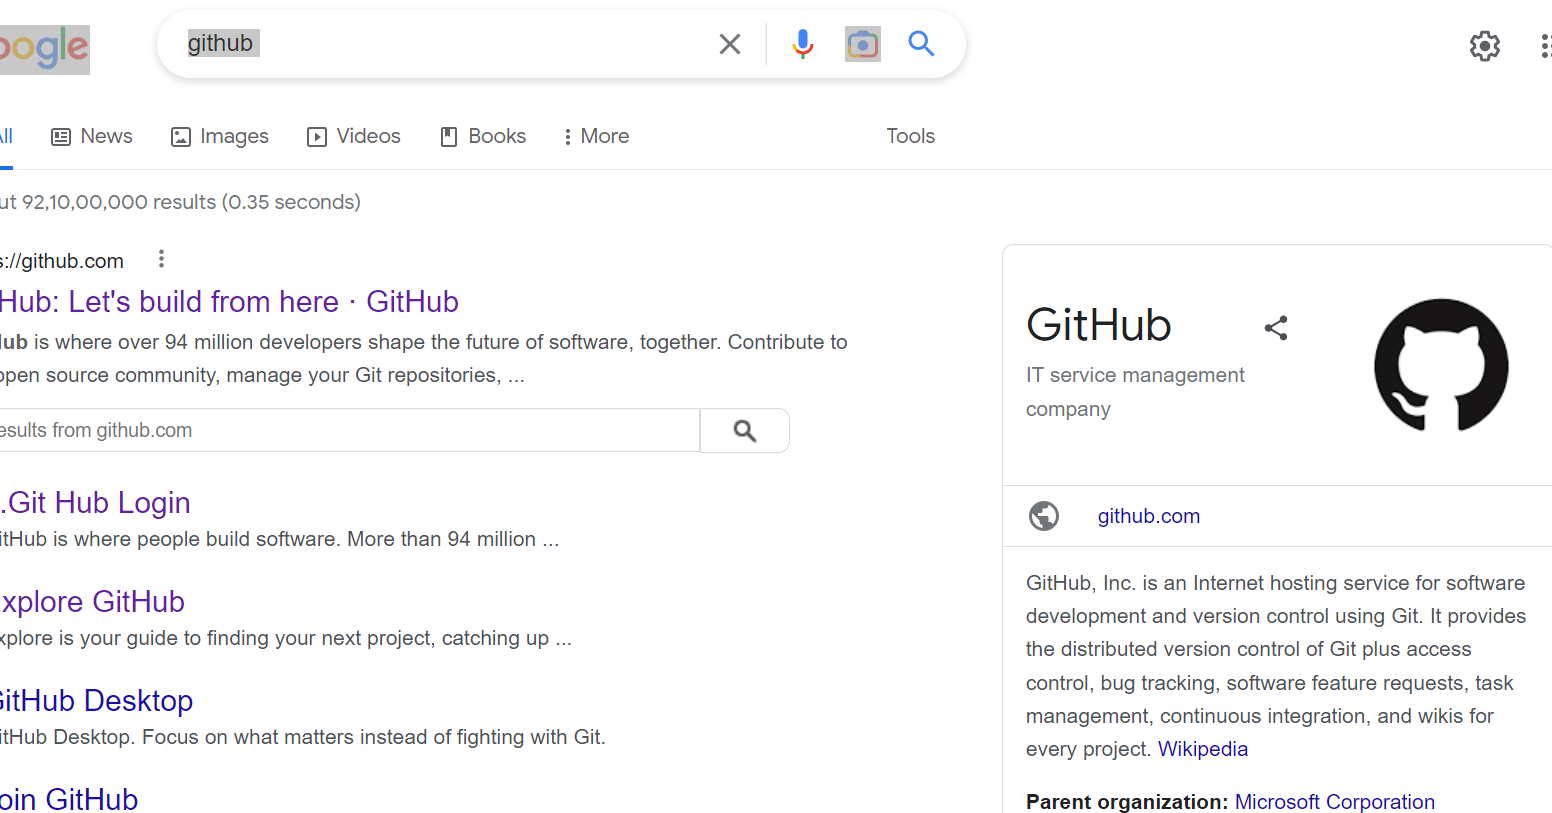 oogle
github
All News Images Videos Books More Tools
ut 92,10,00,000 results (0.35 seconds)
s://github.com
Hub: Let's build from here · GitHub
Hub is where over 94 million developers shape the future of software, together. Contribute to
open source community, manage your Git repositories, ...
esults from github.com
.Git Hub Login
itHub is where people build software. More than 94 million ...
xplore GitHub
xplore is your guide to finding your next project, catching up ...
GitHub Desktop
itHub Desktop. Focus on what matters instead of fighting with Git.
oin GitHub
GitHub
IT service management
company
github.com
GitHub, Inc. is an Internet hosting service for software
development and version control using Git. It provides
the distributed version control of Git plus access
control, bug tracking, software feature requests, task
management, continuous integration, and wikis for
every project. Wikipedia
Parent organization: Microsoft Corporation